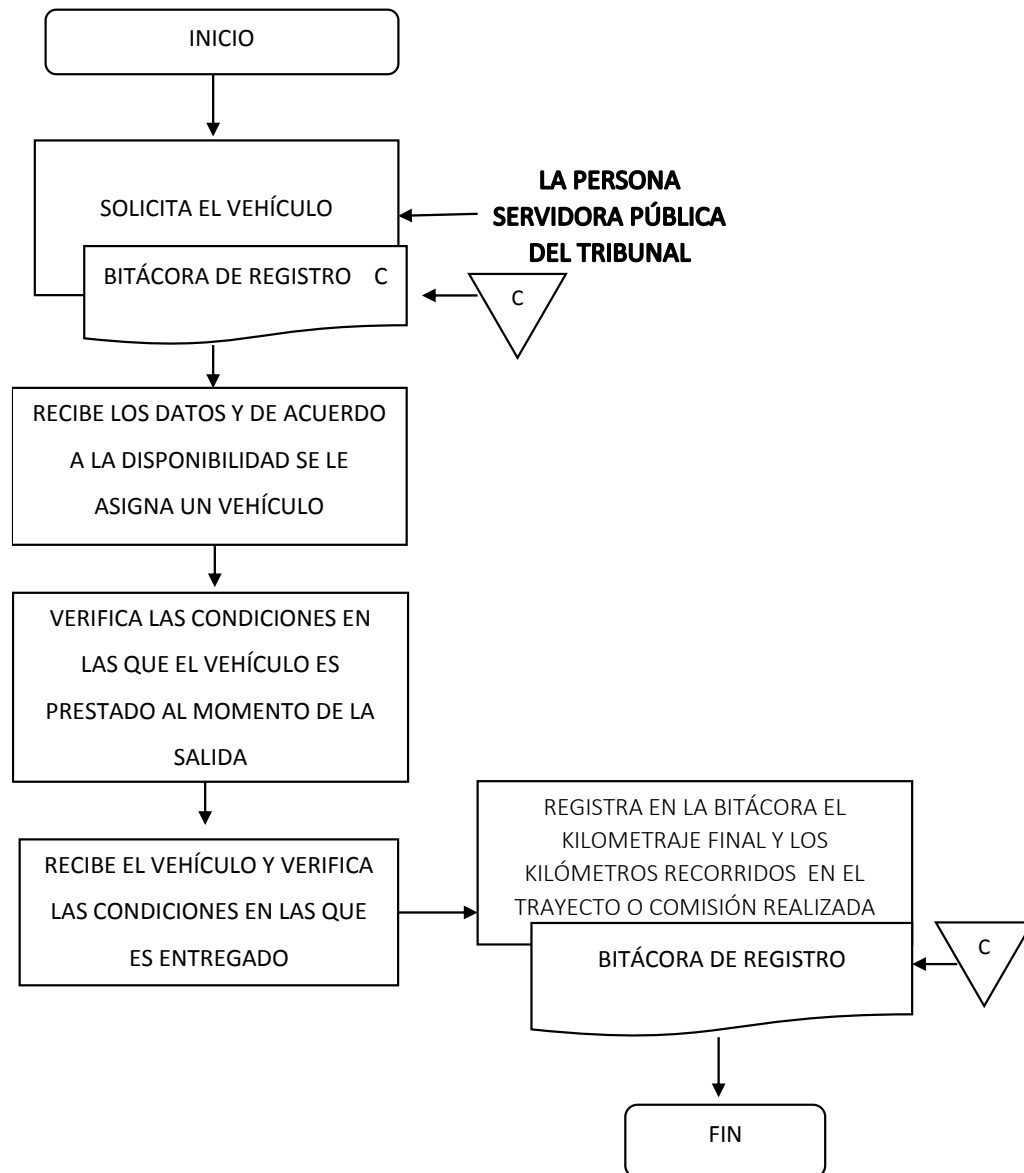 INICIO
SOLICITA EL VEHÍCULO
LA PERSONA
SERVIDORA PÚBLICA
DEL TRIBUNAL
BITÁCORA DE REGISTRO C
C
RECIBE LOS DATOS Y DE ACUERDO
A LA DISPONIBILIDAD SE LE
ASIGNA UN VEHÍCULO
VERIFICA LAS CONDICIONES EN
LAS QUE EL VEHÍCULO ES
PRESTADO AL MOMENTO DE LA
SALIDA
RECIBE EL VEHÍCULO Y VERIFICA
LAS CONDICIONES EN LAS QUE
ES ENTREGADO
REGISTRA EN LA BITÁCORA EL
KILOMETRAJE FINAL Y LOS
KILÓMETROS RECORRIDOS EN EL
TRAYECTO O COMISIÓN REALIZADA
BITÁCORA DE REGISTRO
C
FIN